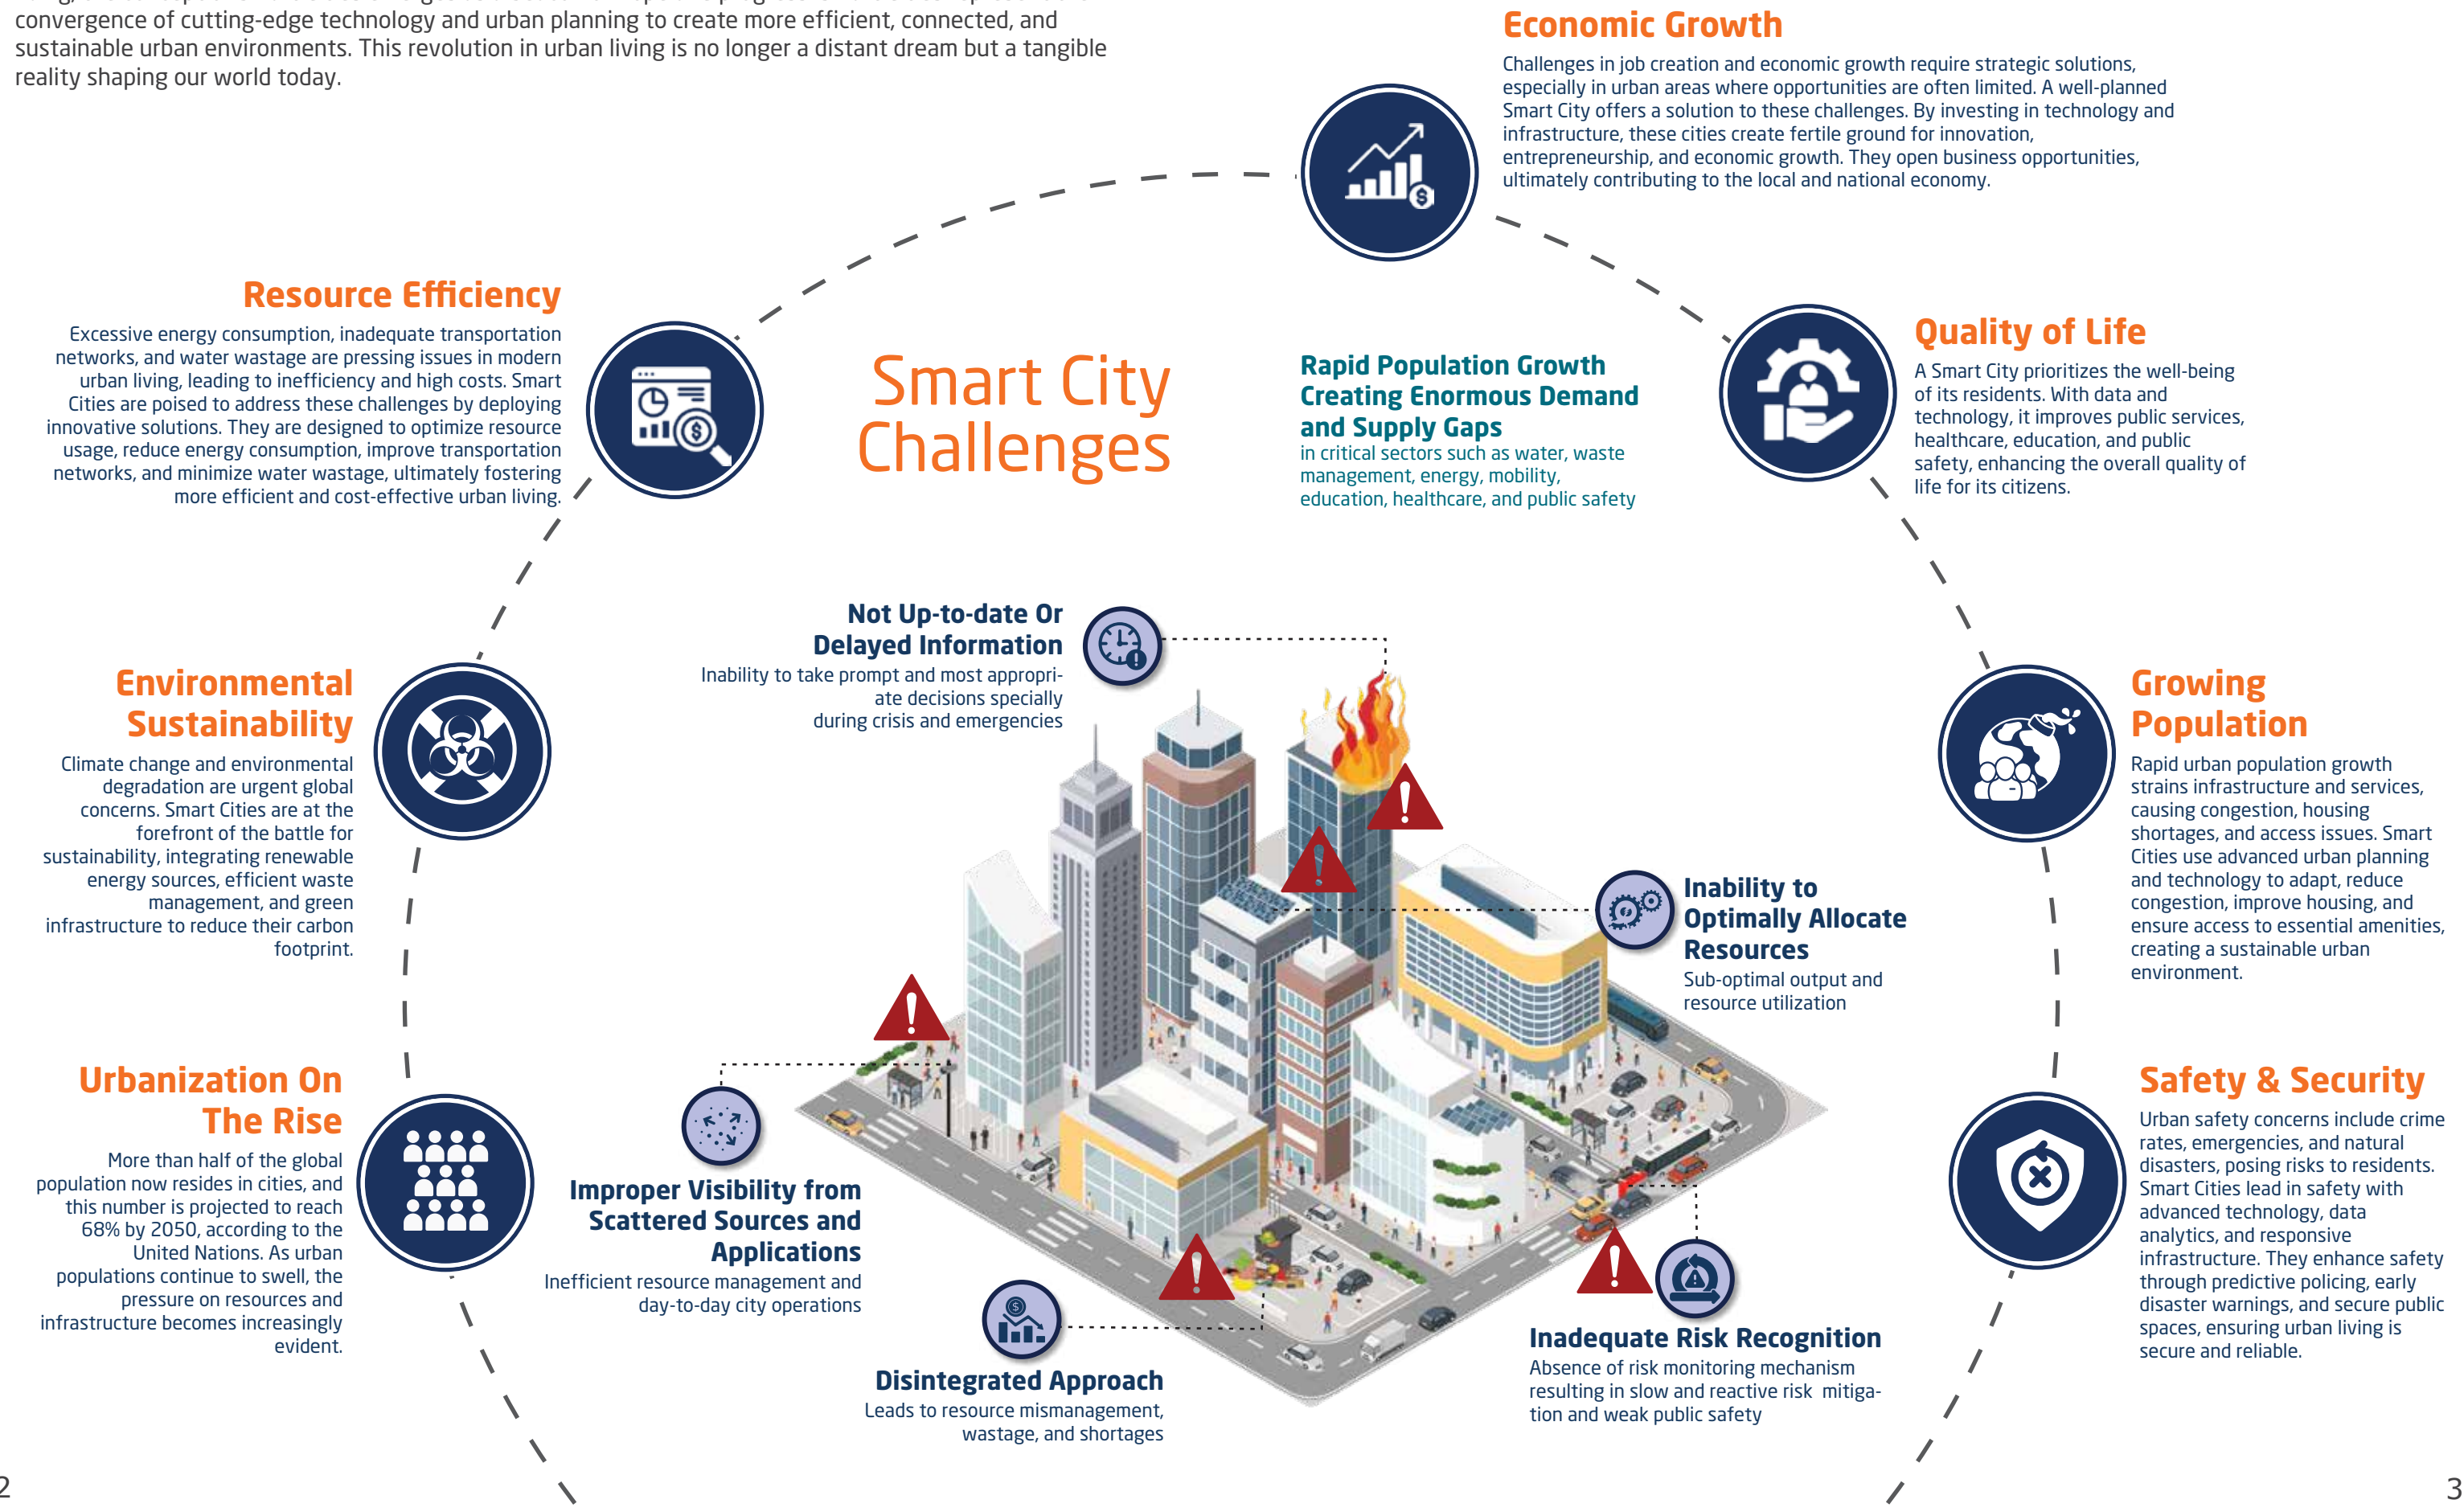 convergence of cutting-edge technology and urban planning to create more efficient, connected, and
sustainable urban environments. This revolution in urban living is no longer a distant dream but a tangible
reality shaping our world today.
Economic Growth
Challenges in job creation and economic growth require strategic solutions,
especially in urban areas where opportunities are often limited. A well-planned
Smart City offers a solution to these challenges. By investing in technology and
infrastructure, these cities create fertile ground for innovation,
entrepreneurship, and economic growth. They open business opportunities,
ultimately contributing to the local and national economy.
Resource Efficiency
Excessive energy consumption, inadequate transportation
networks, and water wastage are pressing issues in modern
urban living, leading to inefficiency and high costs. Smart
Cities are poised to address these challenges by deploying
innovative solutions. They are designed to optimize resource
usage, reduce energy consumption, improve transportation
networks, and minimize water wastage, ultimately fostering
more efficient and cost-effective urban living.
Smart City
Challenges
Rapid Population Growth
Creating Enormous Demand
and Supply Gaps
in critical sectors such as water, waste
management, energy, mobility,
education, healthcare, and public safety
Quality of Life
A Smart City prioritizes the well-being
of its residents. With data and
technology, it improves public services,
healthcare, education, and public
safety, enhancing the overall quality of
life for its citizens.
Not Up-to-date Or
Delayed Information
Inability to take prompt and most appropri-
ate decisions specially
during crisis and emergencies
Environmental
Sustainability
Climate change and environmental
degradation are urgent global
concerns. Smart Cities are at the
forefront of the battle for
sustainability, integrating renewable
energy sources, efficient waste
management, and green
infrastructure to reduce their carbon
footprint.
Growing
Population
Rapid urban population growth
strains infrastructure and services,
causing congestion, housing
shortages, and access issues. Smart
Cities use advanced urban planning
and technology to adapt, reduce
congestion, improve housing, and
ensure access to essential amenities,
creating a sustainable urban
environment.
Inability to
Optimally Allocate
Resources
Sub-optimal output and
resource utilization
Urbanization On
The Rise
More than half of the global
population now resides in cities, and
this number is projected to reach
68% by 2050, according to the
United Nations. As urban
populations continue to swell, the
pressure on resources and
infrastructure becomes increasingly
evident.
Improper Visibility from
Scattered Sources and
Applications
Inefficient resource management and
day-to-day city operations
Safety & Security
Urban safety concerns include crime
rates, emergencies, and natural
disasters, posing risks to residents.
Smart Cities lead in safety with
advanced technology, data
analytics, and responsive
infrastructure. They enhance safety
through predictive policing, early
disaster warnings, and secure public
spaces, ensuring urban living is
secure and reliable.
Disintegrated Approach
Leads to resource mismanagement,
wastage, and shortages
Inadequate Risk Recognition
Absence of risk monitoring mechanism
resulting in slow and reactive risk mitiga-
tion and weak public safety
2
3